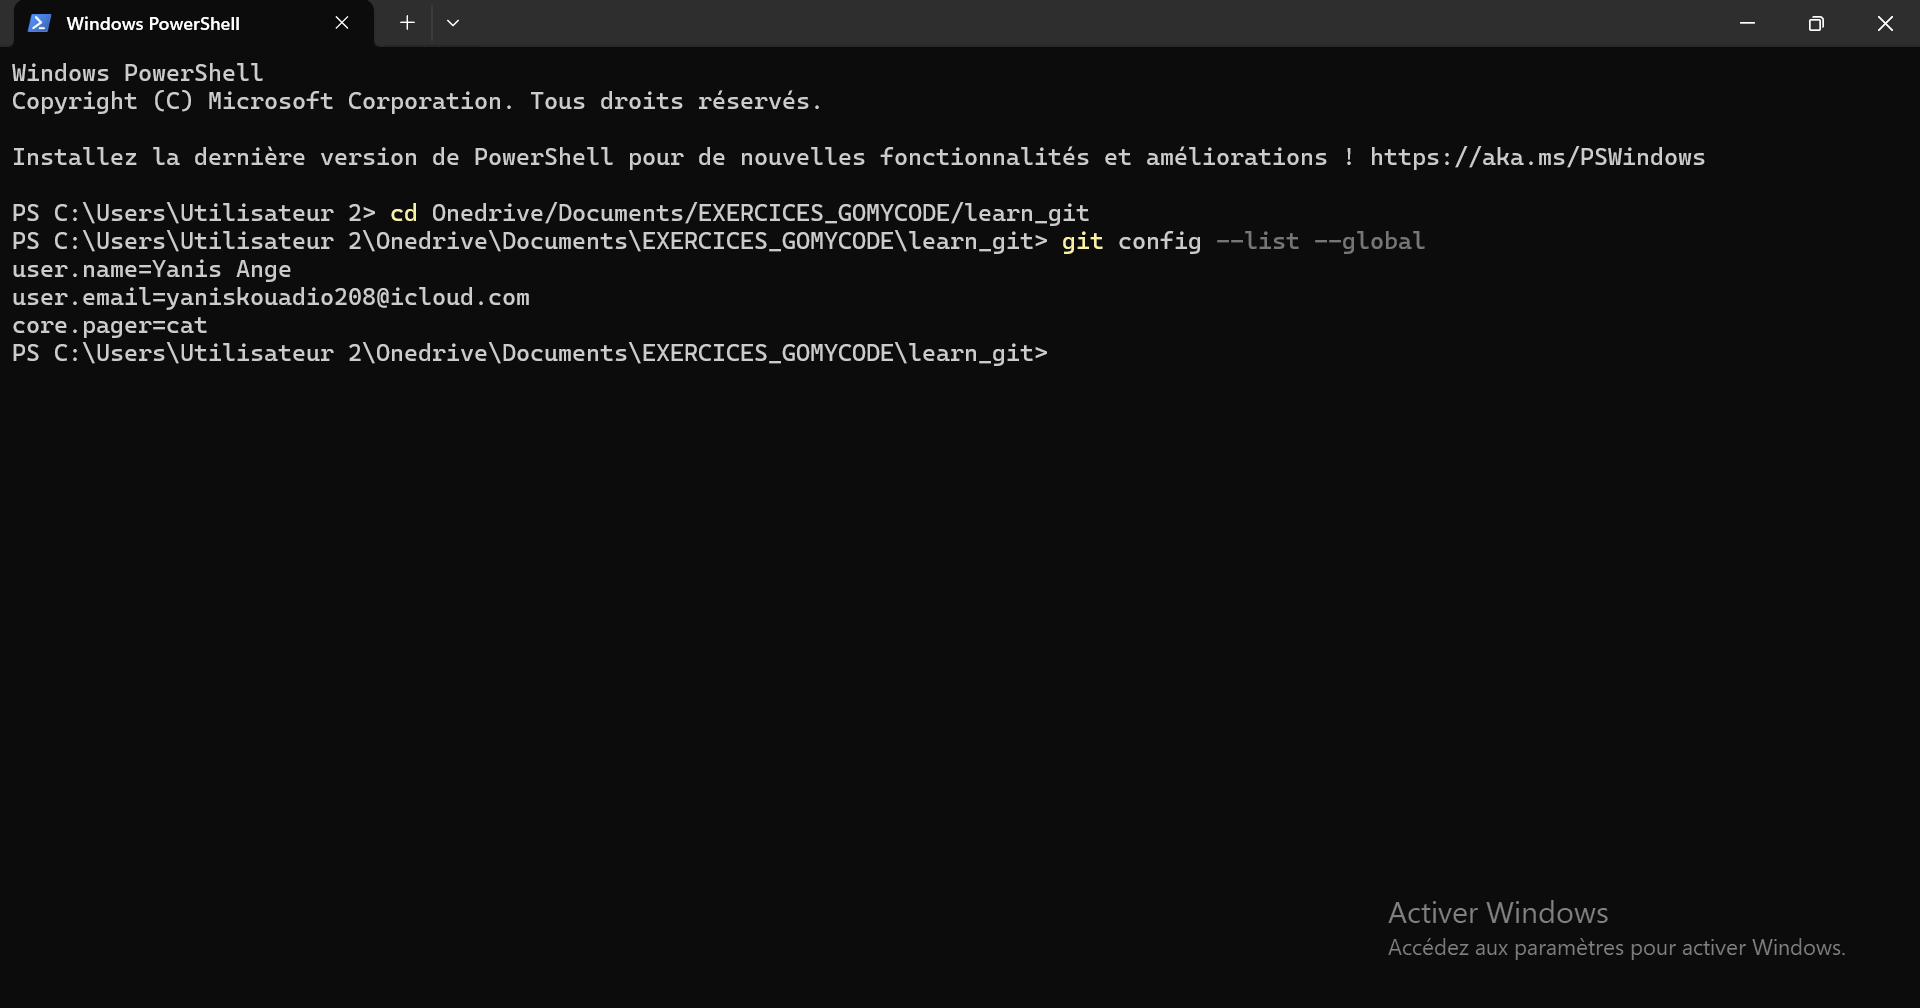 Windows PowerShell
Windows PowerShell
Copyright (C) Microsoft Corporation. Tous droits réservés.
Installez la dernière version de PowerShell pour de nouvelles fonctionnalités et améliorations ! https://aka.ms/PSWindows
PS C:\Users\Utilisateur 2> cd Onedrive/Documents/EXERCICES_GOMYCODE/learn_git
PS C:\Users\Utilisateur 2\Onedrive\Documents\EXERCICES_GOMYCODE\learn_git> git config --list --global
user.name=Yanis Ange
user.email=yaniskouadio208@icloud.com
core.pager=cat
PS C:\Users\Utilisateur 2\Onedrive\Documents\EXERCICES_GOMYCODE\learn_git>
Activer Windows
Accédez aux paramètres pour activer Windows.